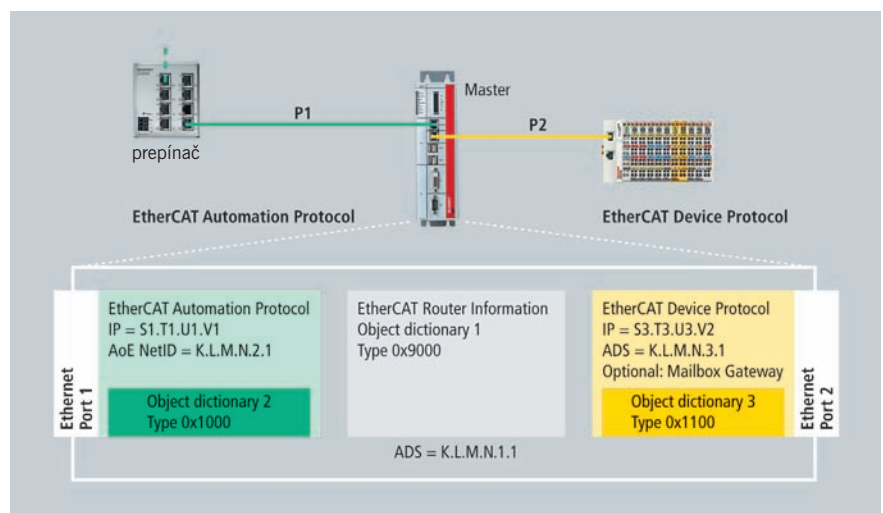 Master
P1
P2
prepínač
EtherCAT Automation Protocol
EtherCAT Device Protocol
Ethernet
Port 1
EtherCAT Automation Protocol
IP = S1.T1.U1.V1
AoE NetID = K.L.M.N.2.1
Object dictionary 2
Type 0x1000
EtherCAT Router Information
Object dictionary 1
Type 0x9000
EtherCAT Device Protocol
IP = S3.T3.U3.V2
ADS = K.L.M.N.3.1
Optional: Mailbox Gateway
Object dictionary 3
Type 0x1100
Ethernet
Port 2
ADS = K.L.M.N.1.1